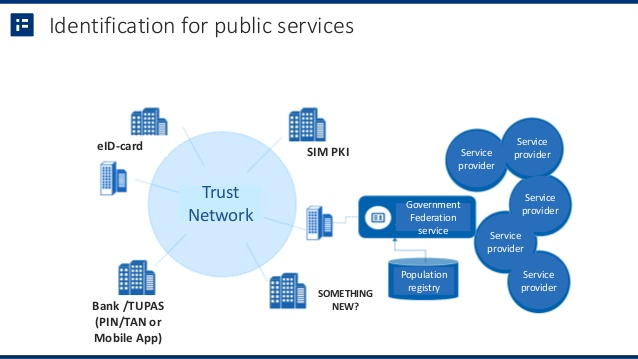 Identification for public services
eID-card
SIM PKI
Trust
Network
Bank /TUPAS
(PIN/TAN or
Mobile App)
SOMETHING
NEW?
Government
Federation
service
Population
registry
Service
provider
Service
provider
Service
provider
Service
provider
Service
provider